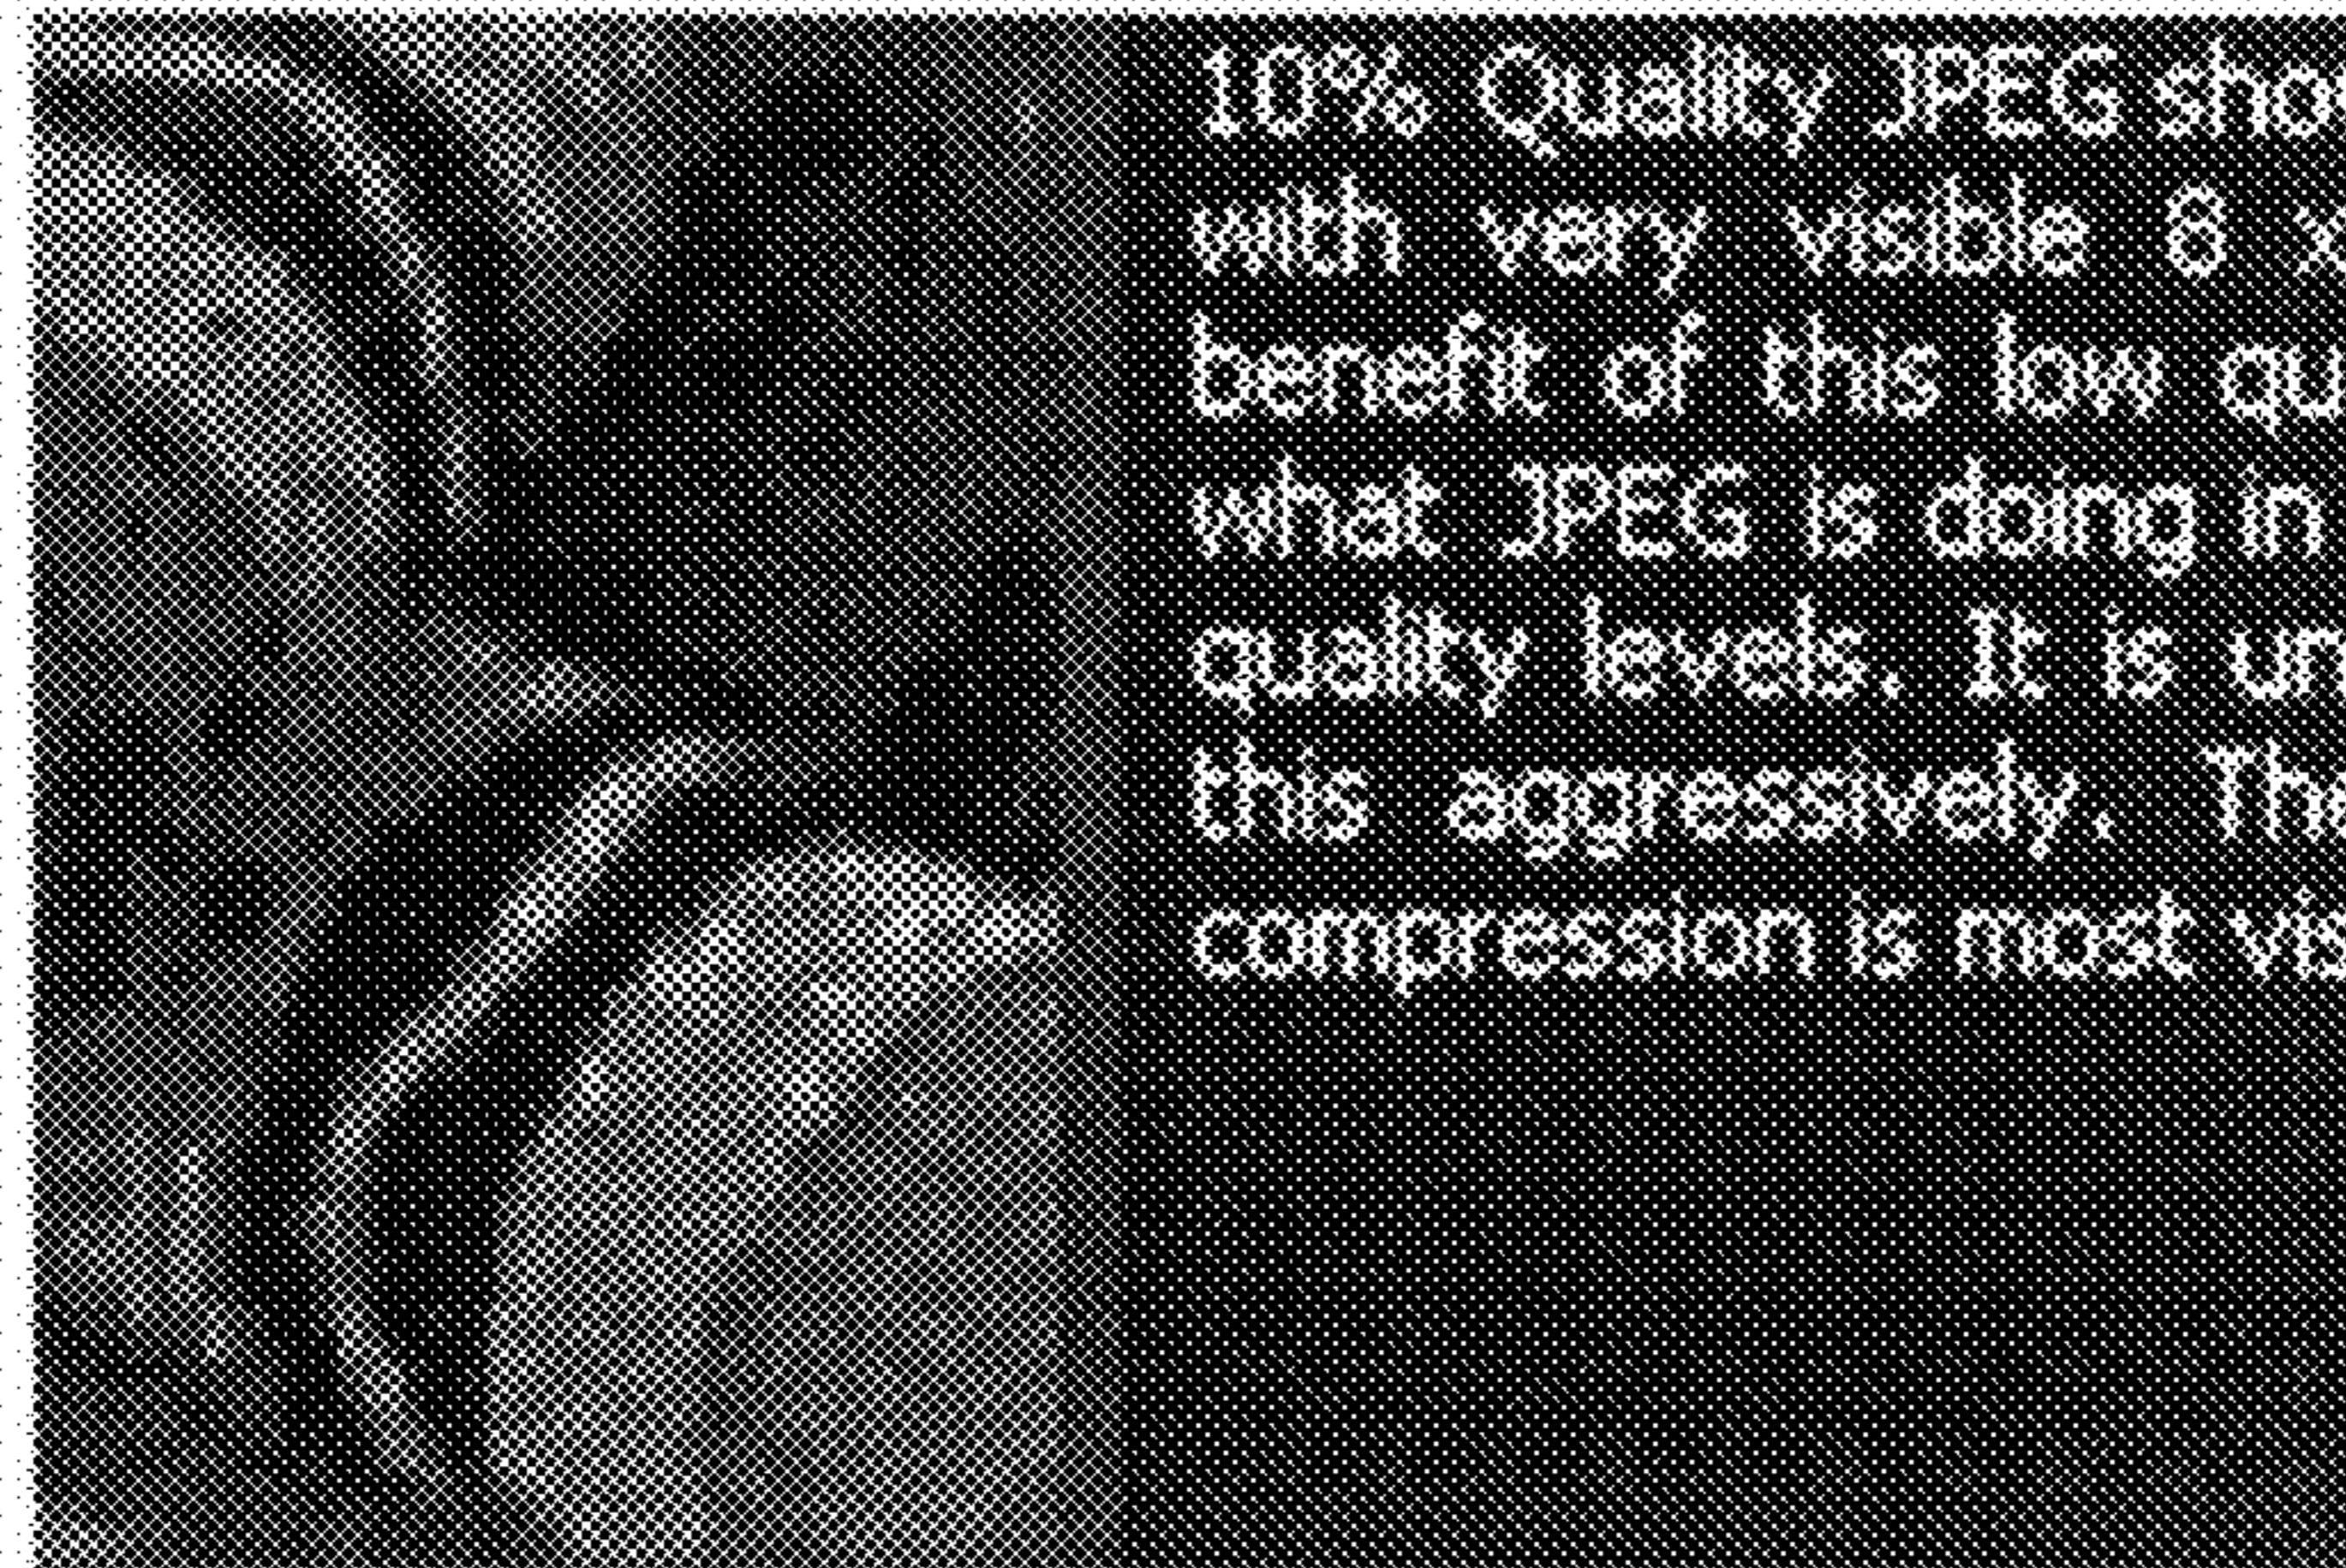 10% Quality JPEG sho
with very visible 8 x
benefit of this low qu
what JPEG is doing in
quality levels. It is un
this aggressively. The
compression is most vis